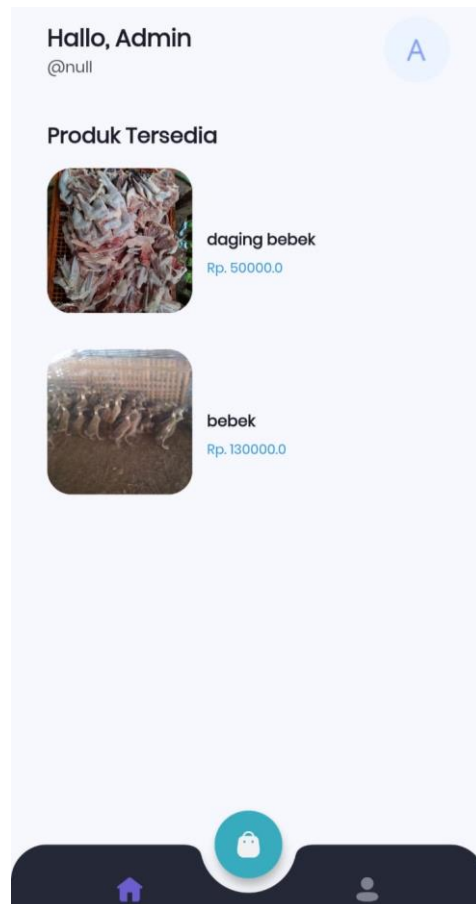 Hallo, Admin
@null
A
Produk Tersedia
daging bebek
Rp. 50000.0
bebek
Rp. 130000.0